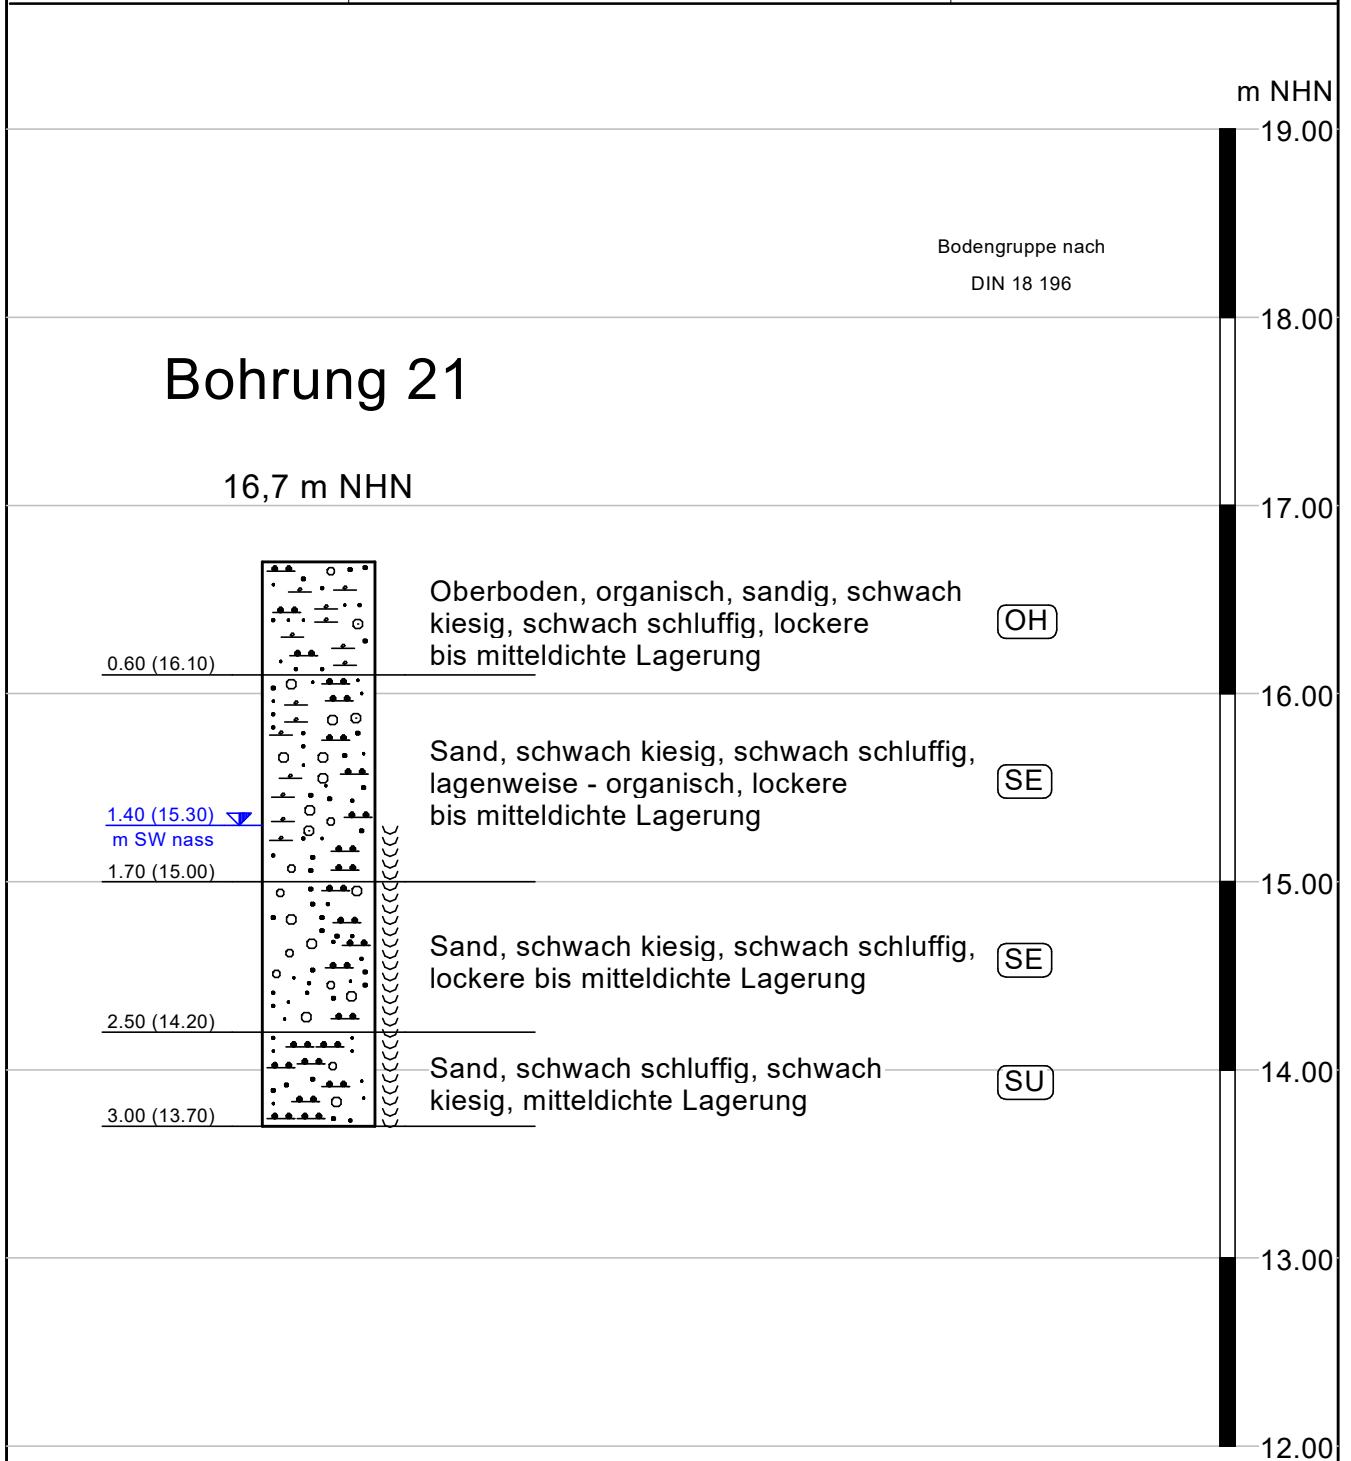 m NHN
19.00
Bodengruppe nach
DIN 18 196
18.00
Bohrung 21
16,7 m NHN
17.00
Oberboden, organisch, sandig, schwach
kiesig, schwach schluffig, lockere
bis mitteldichte Lagerung
OH
0.60 (16.10)
16.00
Sand, schwach kiesig, schwach schluffig,
lagenweise - organisch, lockere
bis mitteldichte Lagerung
SE
1.40 (15.30)
m SW nass
1.70 (15.00)
15.00
Sand, schwach kiesig, schwach schluffig,
lockere bis mitteldichte Lagerung
SE
2.50 (14.20)
Sand, schwach schluffig, schwach
kiesig, mitteldichte Lagerung
SU
14.00
3.00 (13.70)
13.00
12.00